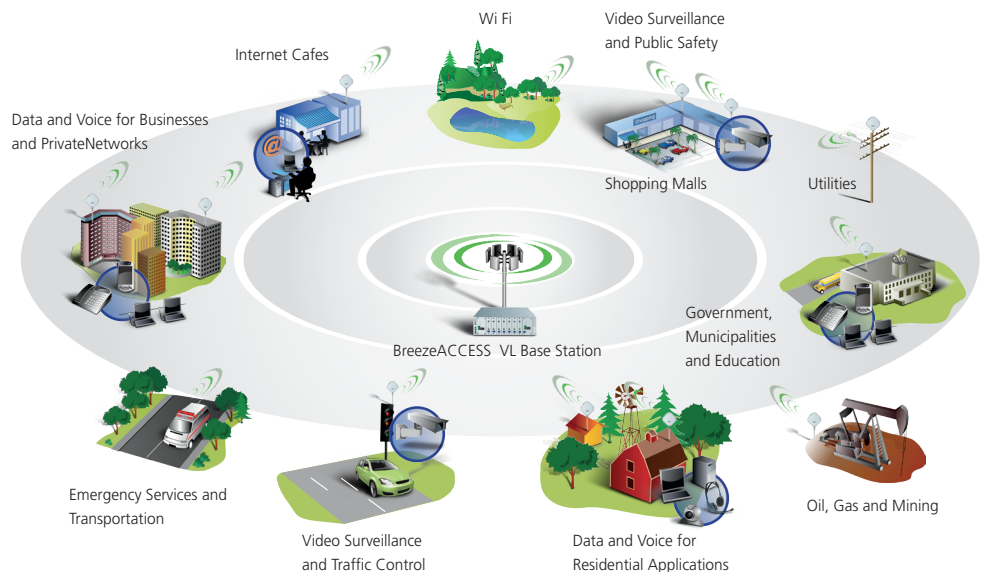 Wi Fi
Video Surveillance
and Public Safety
Internet Cafes
Data and Voice for Businesses
and PrivateNetworks
@
Shopping
Shopping Malls
Utilities
Government,
Municipalities
and Education
BreezeACCESS VL Base Station
Emergency Services and
Transportation
Video Surveillance
and Traffic Control
Data and Voice for
Residential Applications
Oil, Gas and Mining